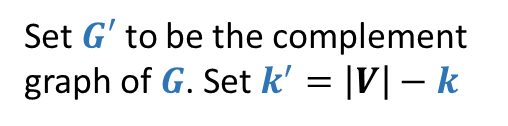 Set G' to be the complement
graph of G. Set k' = |V| − k